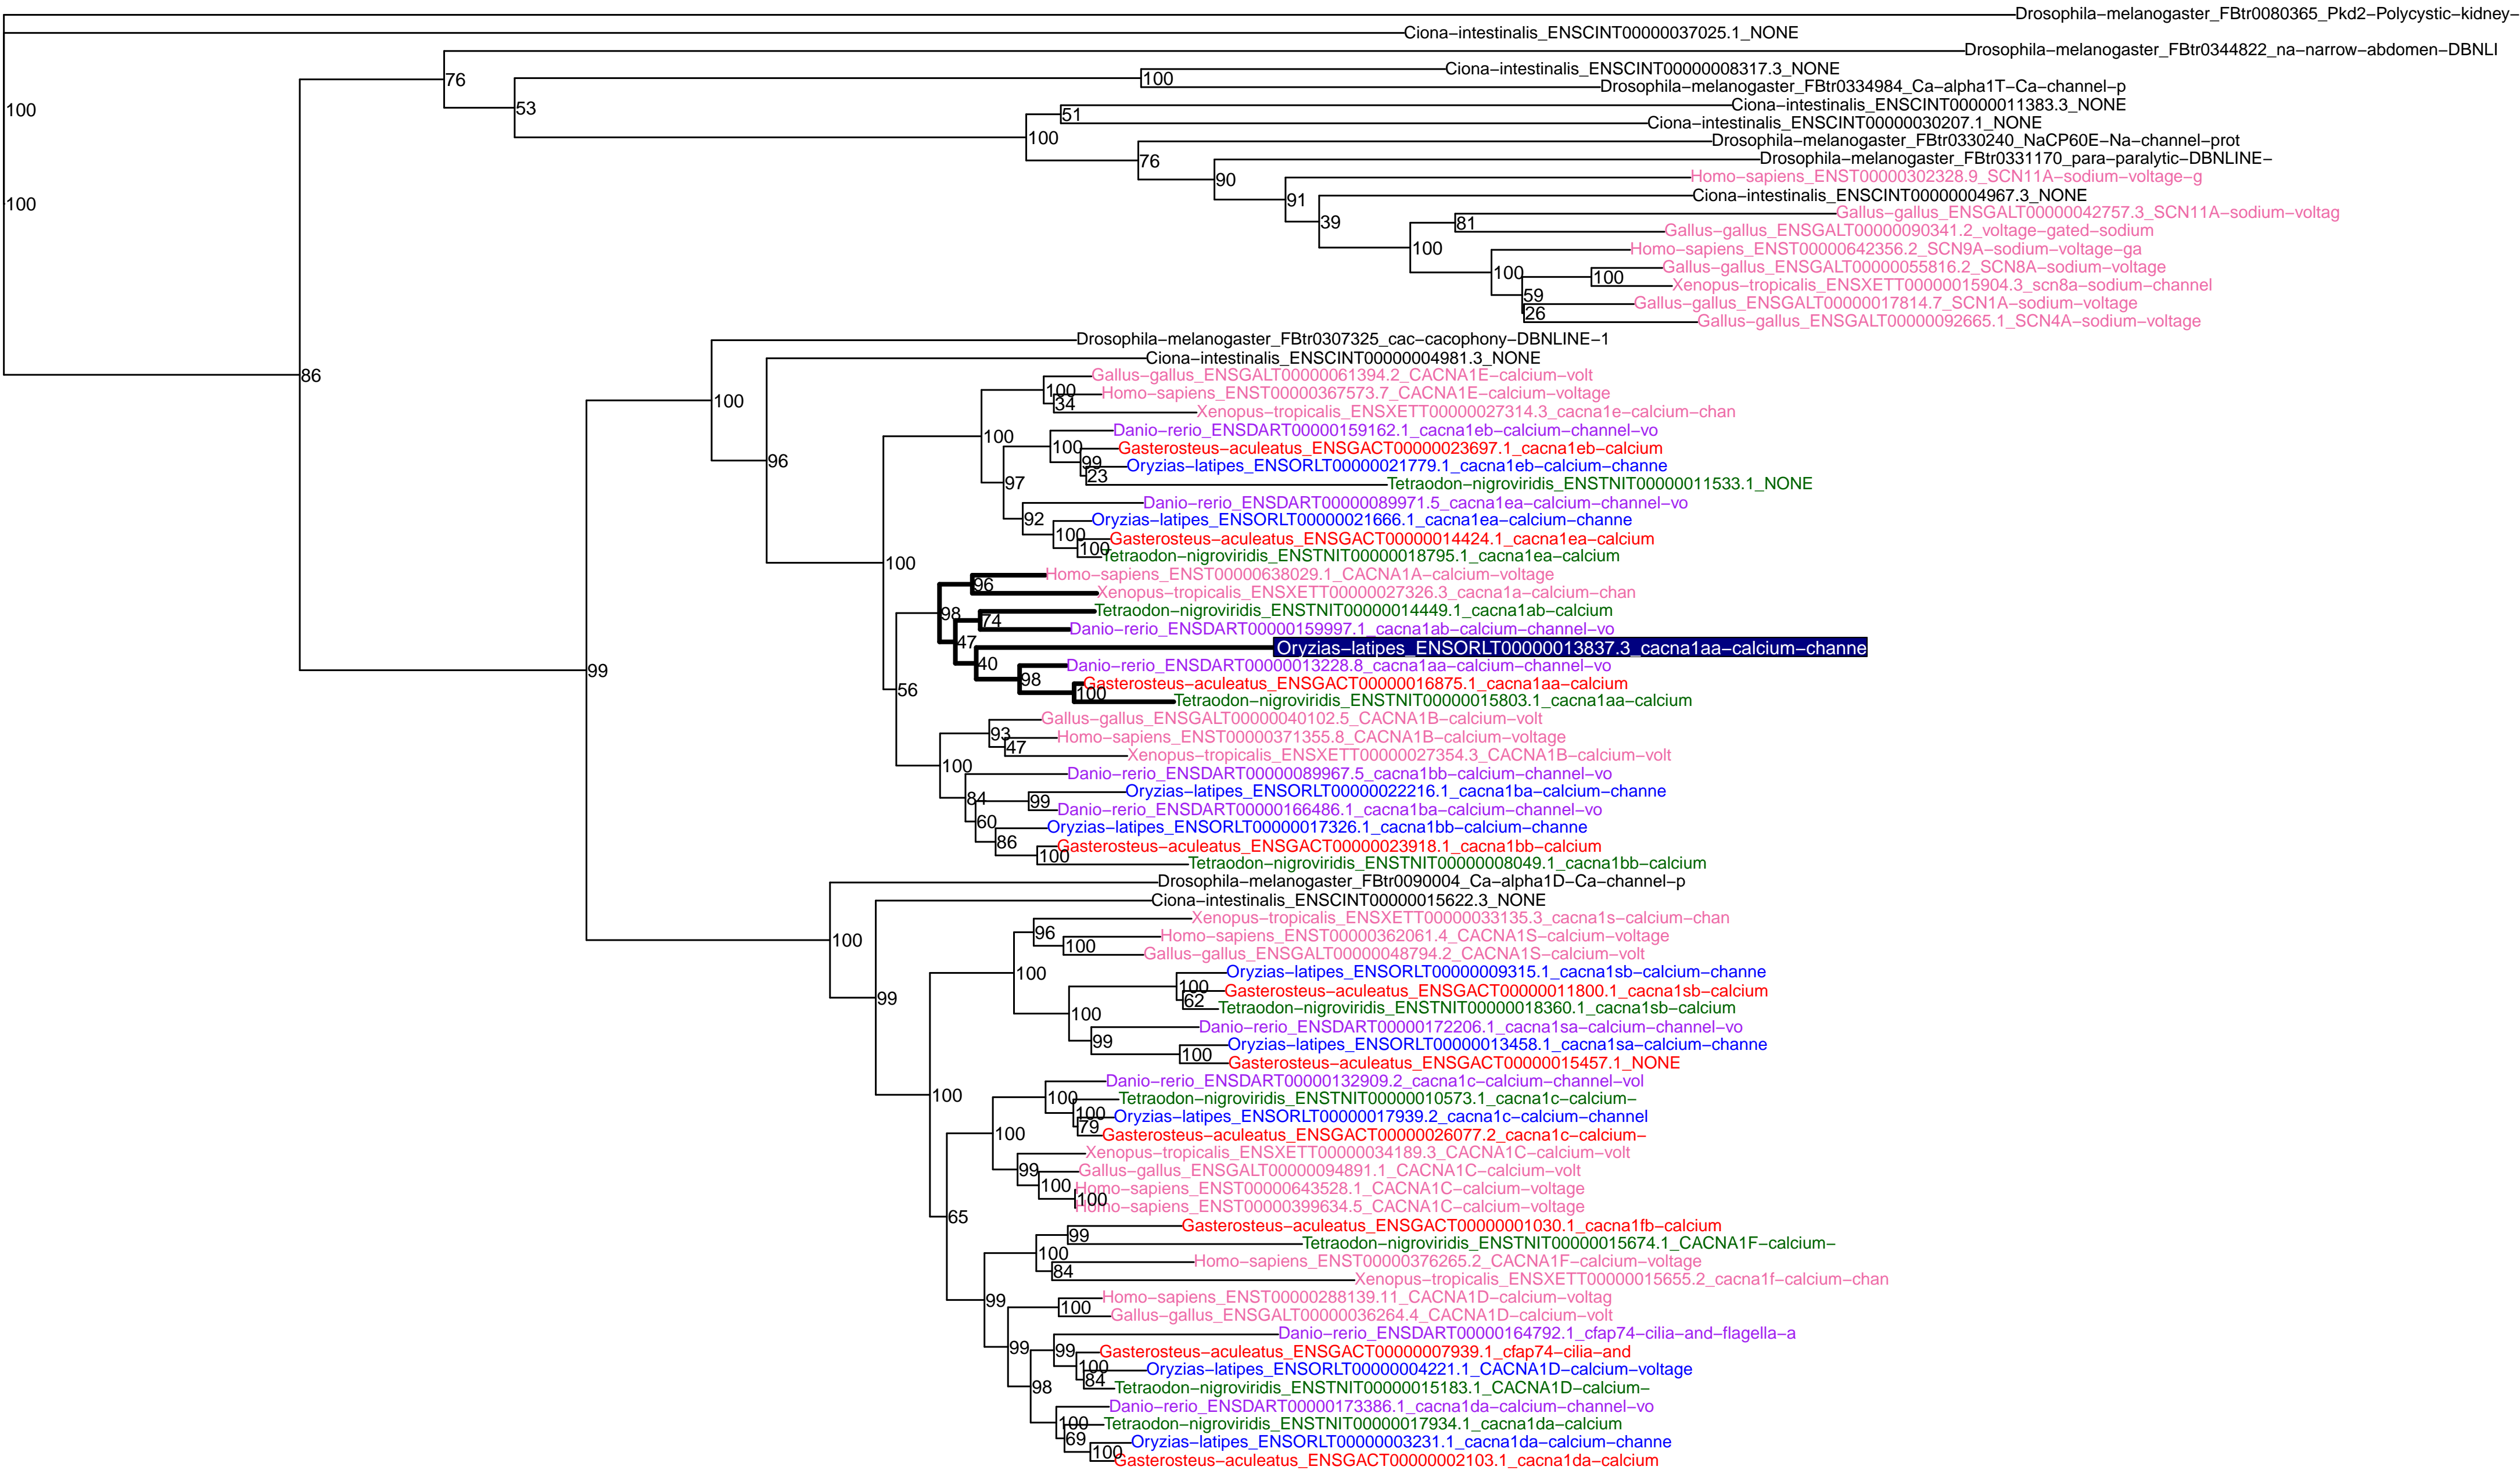 Drosophila−melanogaster_FBtr0080365_Pkd2−Polycystic−kidney−
Ciona−intestinalis_ENSCINT00000037025.1_NONE
Drosophila−melanogaster_FBtr0344822_na−narrow−abdomen−DBNLI
Ciona−intestinalis_ENSCINT00000008317.3_NONE
76
100
Drosophila−melanogaster_FBtr0334984_Ca−alpha1T−Ca−channel−p
Ciona−intestinalis_ENSCINT00000011383.3_NONE
100
53
51
Ciona−intestinalis_ENSCINT00000030207.1_NONE
100
Drosophila−melanogaster_FBtr0330240_NaCP60E−Na−channel−prot
76
Drosophila−melanogaster_FBtr0331170_para−paralytic−DBNLINE−
90
Homo−sapiens_ENST00000302328.9_SCN11A−sodium−voltage−g
91
Ciona−intestinalis_ENSCINT00000004967.3_NONE
100
Gallus−gallus_ENSGALT00000042757.3_SCN11A−sodium−voltag
39
81
Gallus−gallus_ENSGALT00000090341.2_voltage−gated−sodium
100
Homo−sapiens_ENST00000642356.2_SCN9A−sodium−voltage−ga
100
Gallus−gallus_ENSGALT00000055816.2_SCN8A−sodium−voltage
100
Xenopus−tropicalis_ENSXETT00000015904.3_scn8a−sodium−channel
59
Gallus−gallus_ENSGALT00000017814.7_SCN1A−sodium−voltage
26
Gallus−gallus_ENSGALT00000092665.1_SCN4A−sodium−voltage
Drosophila−melanogaster_FBtr0307325_cac−cacophony−DBNLINE−1
Ciona−intestinalis_ENSCINT00000004981.3_NONE
86
Gallus−gallus_ENSGALT00000061394.2_CACNA1E−calcium−volt
100
Homo−sapiens_ENST00000367573.7_CACNA1E−calcium−voltage
100
34
Xenopus−tropicalis_ENSXETT00000027314.3_cacna1e−calcium−chan
Danio−rerio_ENSDART00000159162.1_cacna1eb−calcium−channel−vo
100
100
Gasterosteus−aculeatus_ENSGACT00000023697.1_cacna1eb−calcium
96
99
Oryzias−latipes_ENSORLT00000021779.1_cacna1eb−calcium−channe
23
97
Tetraodon−nigroviridis_ENSTNIT00000011533.1_NONE
Danio−rerio_ENSDART00000089971.5_cacna1ea−calcium−channel−vo
92
Oryzias−latipes_ENSORLT00000021666.1_cacna1ea−calcium−channe
100
Gasterosteus−aculeatus_ENSGACT00000014424.1_cacna1ea−calcium
100
Tetraodon−nigroviridis_ENSTNIT00000018795.1_cacna1ea−calcium
100
Homo−sapiens_ENST00000638029.1_CACNA1A−calcium−voltage
96
Xenopus−tropicalis_ENSXETT00000027326.3_cacna1a−calcium−chan
98
Tetraodon−nigroviridis_ENSTNIT00000014449.1_cacna1ab−calcium
74
Danio−rerio_ENSDART00000159997.1_cacna1ab−calcium−channel−vo
47
Oryzias−latipes_ENSORLT00000013837.3_cacna1aa−calcium−channe
40
Danio−rerio_ENSDART00000013228.8_cacna1aa−calcium−channel−vo
99
98
Gasterosteus−aculeatus_ENSGACT00000016875.1_cacna1aa−calcium
56
100
Tetraodon−nigroviridis_ENSTNIT00000015803.1_cacna1aa−calcium
Gallus−gallus_ENSGALT00000040102.5_CACNA1B−calcium−volt
93
Homo−sapiens_ENST00000371355.8_CACNA1B−calcium−voltage
47
Xenopus−tropicalis_ENSXETT00000027354.3_CACNA1B−calcium−volt
100
Danio−rerio_ENSDART00000089967.5_cacna1bb−calcium−channel−vo
Oryzias−latipes_ENSORLT00000022216.1_cacna1ba−calcium−channe
84
99
Danio−rerio_ENSDART00000166486.1_cacna1ba−calcium−channel−vo
60
Oryzias−latipes_ENSORLT00000017326.1_cacna1bb−calcium−channe
86
Gasterosteus−aculeatus_ENSGACT00000023918.1_cacna1bb−calcium
100
Tetraodon−nigroviridis_ENSTNIT00000008049.1_cacna1bb−calcium
Drosophila−melanogaster_FBtr0090004_Ca−alpha1D−Ca−channel−p
Ciona−intestinalis_ENSCINT00000015622.3_NONE
Xenopus−tropicalis_ENSXETT00000033135.3_cacna1s−calcium−chan
96
Homo−sapiens_ENST00000362061.4_CACNA1S−calcium−voltage
100
100
Gallus−gallus_ENSGALT00000048794.2_CACNA1S−calcium−volt
100
Oryzias−latipes_ENSORLT00000009315.1_cacna1sb−calcium−channe
100
Gasterosteus−aculeatus_ENSGACT00000011800.1_cacna1sb−calcium
99
62
Tetraodon−nigroviridis_ENSTNIT00000018360.1_cacna1sb−calcium
100
Danio−rerio_ENSDART00000172206.1_cacna1sa−calcium−channel−vo
99
Oryzias−latipes_ENSORLT00000013458.1_cacna1sa−calcium−channe
100
Gasterosteus−aculeatus_ENSGACT00000015457.1_NONE
Danio−rerio_ENSDART00000132909.2_cacna1c−calcium−channel−vol
100
100
Tetraodon−nigroviridis_ENSTNIT00000010573.1_cacna1c−calcium−
100
Oryzias−latipes_ENSORLT00000017939.2_cacna1c−calcium−channel
79
100
Gasterosteus−aculeatus_ENSGACT00000026077.2_cacna1c−calcium−
Xenopus−tropicalis_ENSXETT00000034189.3_CACNA1C−calcium−volt
99
Gallus−gallus_ENSGALT00000094891.1_CACNA1C−calcium−volt
100
Homo−sapiens_ENST00000643528.1_CACNA1C−calcium−voltage
100
Homo−sapiens_ENST00000399634.5_CACNA1C−calcium−voltage
65
Gasterosteus−aculeatus_ENSGACT00000001030.1_cacna1fb−calcium
99
Tetraodon−nigroviridis_ENSTNIT00000015674.1_CACNA1F−calcium−
100
Homo−sapiens_ENST00000376265.2_CACNA1F−calcium−voltage
84
Xenopus−tropicalis_ENSXETT00000015655.2_cacna1f−calcium−chan
99
Homo−sapiens_ENST00000288139.11_CACNA1D−calcium−voltag
100
Gallus−gallus_ENSGALT00000036264.4_CACNA1D−calcium−volt
Danio−rerio_ENSDART00000164792.1_cfap74−cilia−and−flagella−a
99
99
Gasterosteus−aculeatus_ENSGACT00000007939.1_cfap74−cilia−and
100
Oryzias−latipes_ENSORLT00000004221.1_CACNA1D−calcium−voltage
84
98
Tetraodon−nigroviridis_ENSTNIT00000015183.1_CACNA1D−calcium−
Danio−rerio_ENSDART00000173386.1_cacna1da−calcium−channel−vo
100
Tetraodon−nigroviridis_ENSTNIT00000017934.1_cacna1da−calcium
69
Oryzias−latipes_ENSORLT00000003231.1_cacna1da−calcium−channe
100
Gasterosteus−aculeatus_ENSGACT00000002103.1_cacna1da−calcium